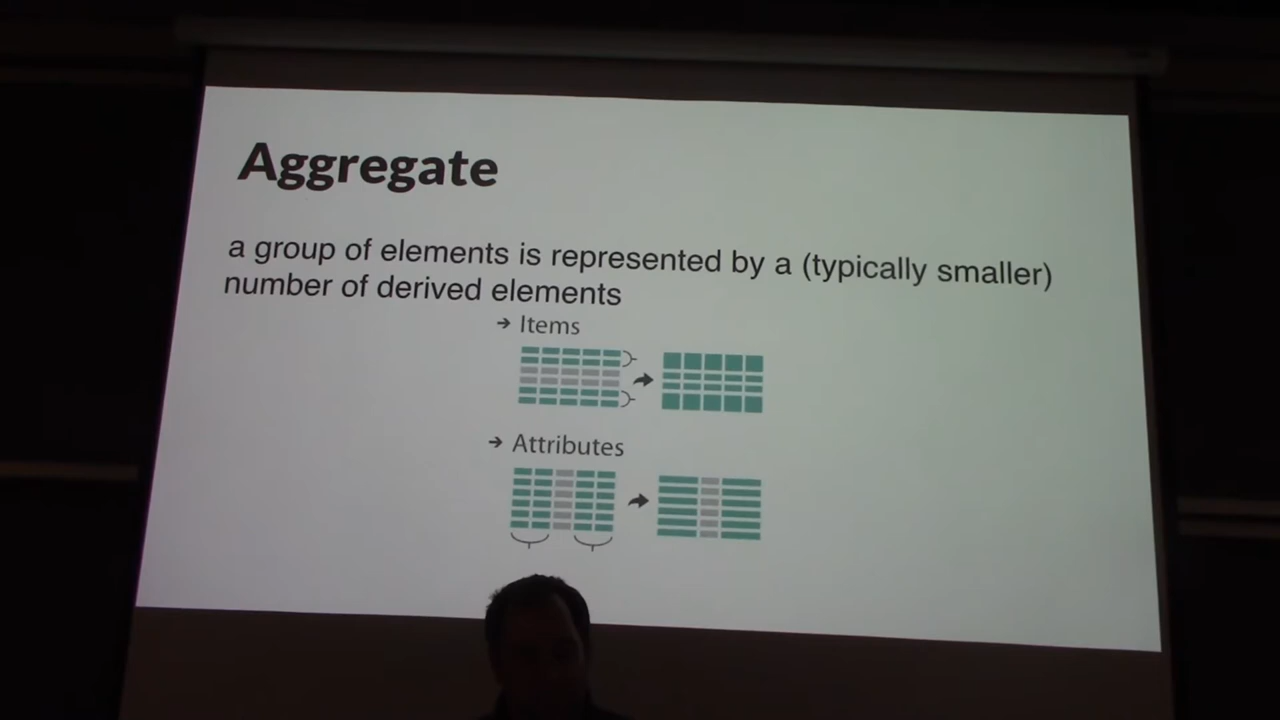 Aggregate
a group of elements is represented by a (typically smaller)
number of derived elements
→ Items
→ Attributes